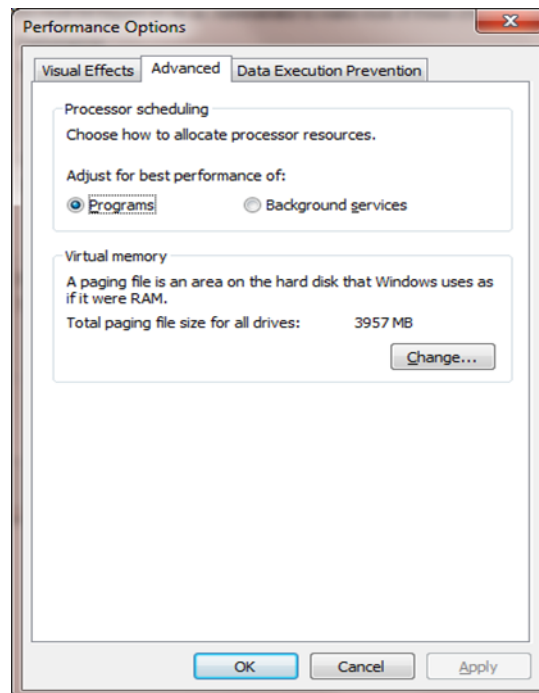 Performance Options
Visual Effects Advanced Data Execution Prevention
Processor scheduling
Choose how to allocate processor resources.
Adjust for best performance of:
Programs Background services
Virtual memory
A paging file is an area on the hard disk that Windows uses as
if it were RAM.
Total paging file size for all drives: 3957 MB
Change...
OK Cancel Apply